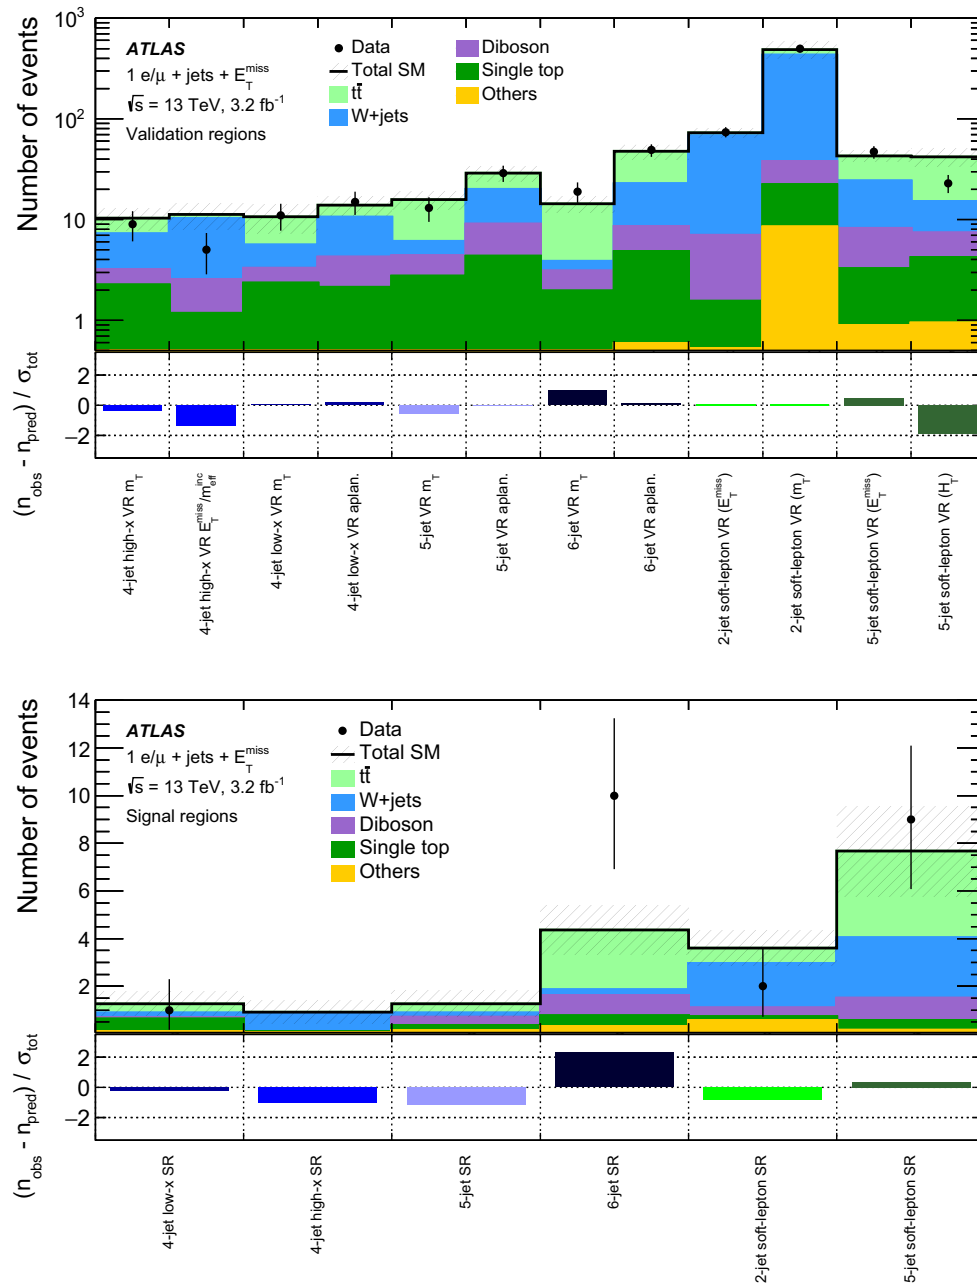 Number of events
10³
10²
10
1
ATLAS
1 e/μ + jets + E_T^miss
√s = 13 TeV, 3.2 fb⁻¹
Validation regions
Data
Total SM
tt̄
W+jets
Diboson
Single top
Others
(n_obs - n_pred) / σ_tot
2
0
−2
4-jet high-x VR m_T
4-jet high-x VR E_T^miss/m_eff^inc
4-jet low-x VR m_T
4-jet low-x VR aplan.
5-jet VR m_T
5-jet VR aplan.
6-jet VR m_T
6-jet VR aplan.
2-jet soft-lepton VR (E_T^miss)
2-jet soft-lepton VR (m_T)
5-jet soft-lepton VR (E_T^miss)
5-jet soft-lepton VR (H_T)
Number of events
14
12
10
8
6
4
2
ATLAS
1 e/μ + jets + E_T^miss
√s = 13 TeV, 3.2 fb⁻¹
Signal regions
Data
Total SM
tt̄
W+jets
Diboson
Single top
Others
(n_obs - n_pred) / σ_tot
2
0
−2
4-jet low-x SR
4-jet high-x SR
5-jet SR
6-jet SR
2-jet soft-lepton SR
5-jet soft-lepton SR